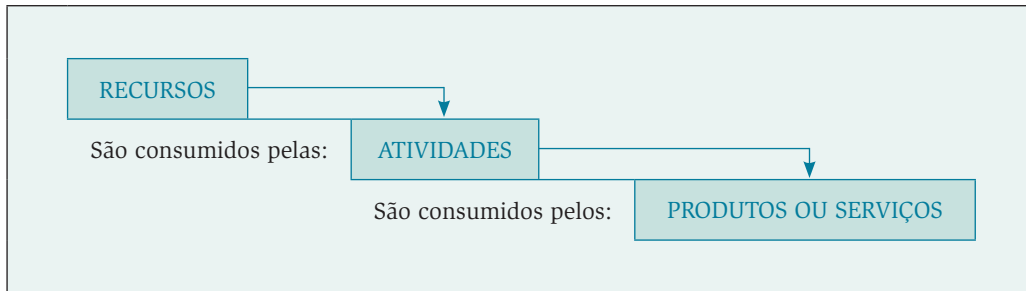 RECURSOS
São consumidos pelas:
ATIVIDADES
São consumidos pelos:
PRODUTOS OU SERVIÇOS